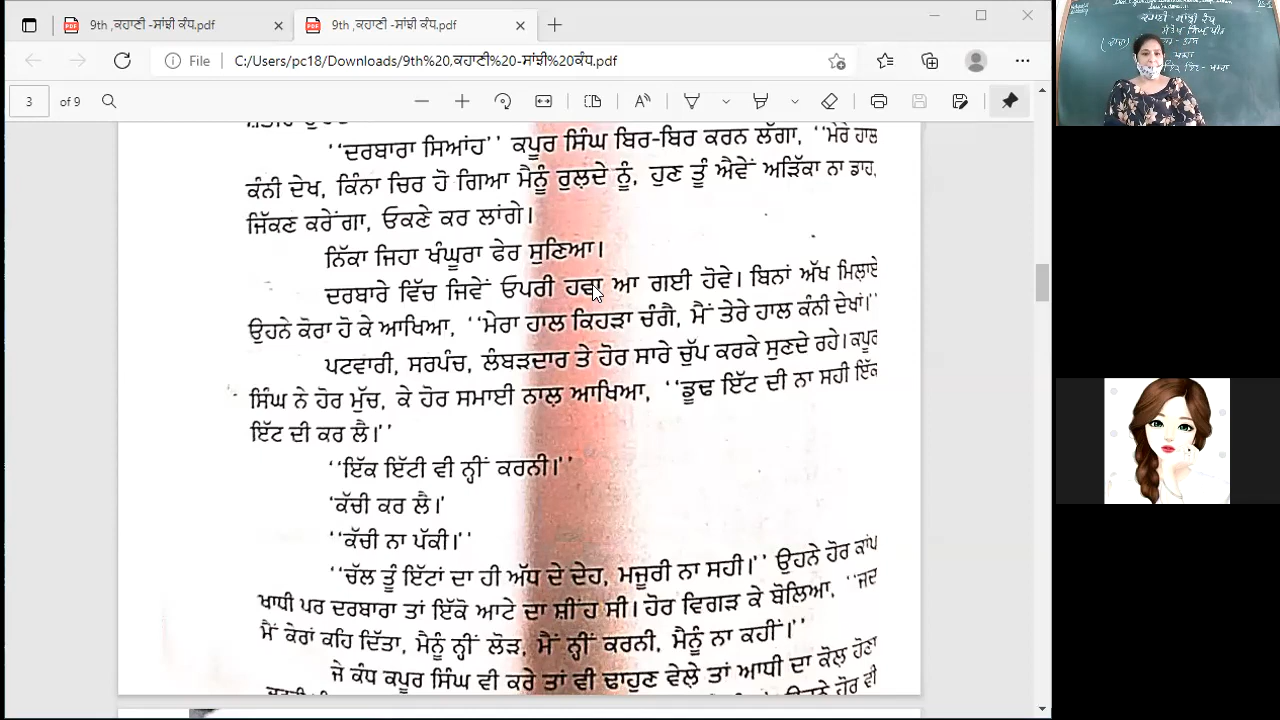 9th ,ਕਹਾਣੀ -ਸਾਂਝੀ ਕੰਧ.pdf
9th ,ਕਹਾਣੀ -ਸਾਂਝੀ ਕੰਧ.pdf
File C:/Users/pc18/Downloads/9th%20,ਕਹਾਣੀ%20-ਸਾਂਝੀ%20ਕੰਧ.pdf
3 of 9
‘‘ਦਰਬਾਰਾ ਸਿਆਂਹ’’ ਕਪੂਰ ਸਿੰਘ ਬਿਰ-ਬਿਰ ਕਰਨ ਲੱਗਾ, ‘‘ਮੇਰੇ ਹਾਲ
ਕੰਨੀ ਦੇਖ, ਕਿੰਨਾ ਚਿਰ ਹੋ ਗਿਆ ਮੈਨੂੰ ਰੁਲ਼ਦੇ ਨੂੰ, ਹੁਣ ਤੂੰ ਐਵੇਂ ਅੜਿੱਕਾ ਨਾ ਡਾਹ,
ਜਿੱਕਣ ਕਰੇਂਗਾ, ਓਕਣੇ ਕਰ ਲਾਂਗੇ।
ਨਿੱਕਾ ਜਿਹਾ ਖੰਘੂਰਾ ਫੇਰ ਸੁਣਿਆ।
ਦਰਬਾਰੇ ਵਿੱਚ ਜਿਵੇਂ ਓਪਰੀ ਹਵਾ ਆ ਗਈ ਹੋਵੇ। ਬਿਨਾਂ ਅੱਖ ਮਿਲ਼ਾਏ
ਉਹਨੇ ਕੋਰਾ ਹੋ ਕੇ ਆਖਿਆ, ‘‘ਮੇਰਾ ਹਾਲ ਕਿਹੜਾ ਚੰਗੈ, ਮੈਂ ਤੇਰੇ ਹਾਲ ਕੰਨੀ ਦੇਖਾਂ।’’
ਪਟਵਾਰੀ, ਸਰਪੰਚ, ਲੰਬੜਦਾਰ ਤੇ ਹੋਰ ਸਾਰੇ ਚੁੱਪ ਕਰਕੇ ਸੁਣਦੇ ਰਹੇ। ਕਪੂਰ
ਸਿੰਘ ਨੇ ਹੋਰ ਮੁੱਚ, ਕੇ ਹੋਰ ਸਮਾਈ ਨਾਲ਼ ਆਖਿਆ, ‘‘ਡੂਢ ਇੱਟ ਦੀ ਨਾ ਸਹੀ ਇੱਕ
ਇੱਟ ਦੀ ਕਰ ਲੈ।’’
‘‘ਇੱਕ ਇੱਟੀ ਵੀ ਨ੍ਹੀਂ ਕਰਨੀ।’’
‘ਕੱਚੀ ਕਰ ਲੈ।’
‘‘ਕੱਚੀ ਨਾ ਪੱਕੀ।’’
‘‘ਚੱਲ ਤੂੰ ਇੱਟਾਂ ਦਾ ਹੀ ਅੱਧ ਦੇ ਦੇਹ, ਮਜੂਰੀ ਨਾ ਸਹੀ।’’ ਉਹਨੇ ਹੋਰ ਕਾਂਪ
ਖਾਧੀ ਪਰ ਦਰਬਾਰਾ ਤਾਂ ਇੱਕੋ ਆਟੇ ਦਾ ਸ਼ੀਂਹ ਸੀ। ਹੋਰ ਵਿਗੜ ਕੇ ਬੋਲਿਆ, ‘‘ਜਦ
ਮੈਂ ਕੇਰਾਂ ਕਹਿ ਦਿੱਤਾ, ਮੈਨੂੰ ਨ੍ਹੀਂ ਲੋੜ, ਮੈਂ ਨ੍ਹੀਂ ਕਰਨੀ, ਮੈਨੂੰ ਨਾ ਕਹੀਂ।’’
ਜੇ ਕੰਧ ਕਪੂਰ ਸਿੰਘ ਵੀ ਕਰੇ ਤਾਂ ਵੀ ਢਾਹੁਣ ਵੇਲ਼ੇ ਤਾਂ ਆਧੀ ਦਾ ਕੋਲ਼ ਹੋਣਾ
ਕਹਾਣੀ - ਸਾਂਝੀ ਕੰਧ